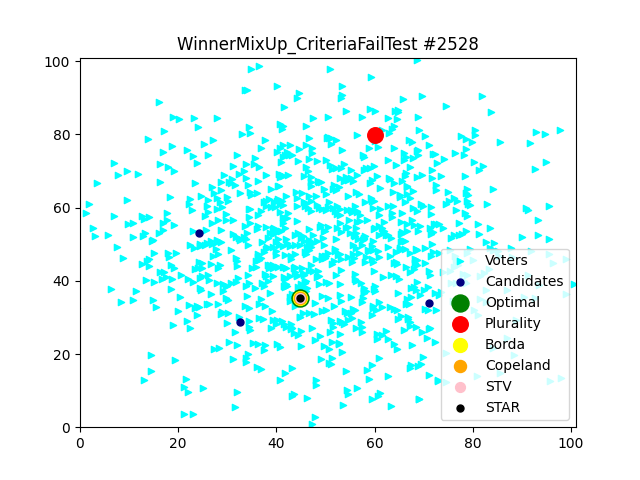 WinnerMixUp_CriteriaFailTest #2528
100
80
60
40
20
0
0
20
40
60
80
100
Voters
Candidates
Optimal
Plurality
Borda
Copeland
STV
STAR